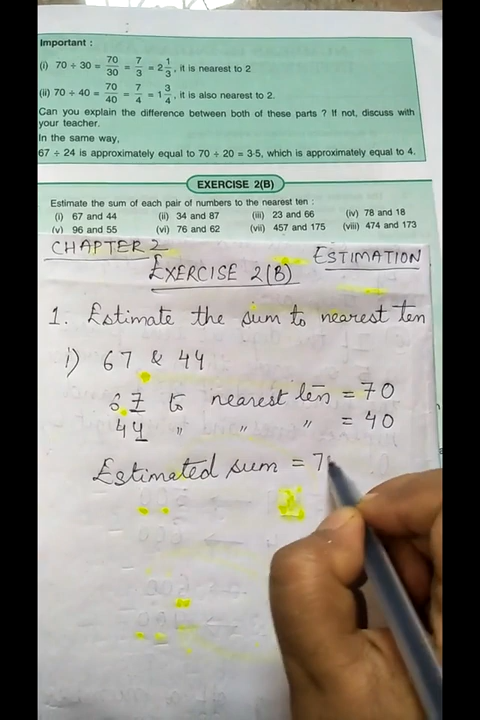 Important :
(i) 70 ÷ 30 = 70/30 = 7/3 = 2 1/3, it is nearest to 2
(ii) 70 ÷ 40 = 70/40 = 7/4 = 1 3/4, it is also nearest to 2.
Can you explain the difference between both of these parts ? If not, discuss with
your teacher.
In the same way,
67 ÷ 24 is approximately equal to 70 ÷ 20 = 3·5, which is approximately equal to 4.
EXERCISE 2(B)
Estimate the sum of each pair of numbers to the nearest ten :
(i) 67 and 44 (ii) 34 and 87 (iii) 23 and 66 (iv) 78 and 18
(v) 96 and 55 (vi) 76 and 62 (vii) 457 and 175 (viii) 474 and 173
CHAPTER 2 ESTIMATION
EXERCISE 2(B)
1. Estimate the sum to nearest ten
i) 67 & 44
67 to nearest ten = 70
44 " " " = 40
Estimated sum = 7